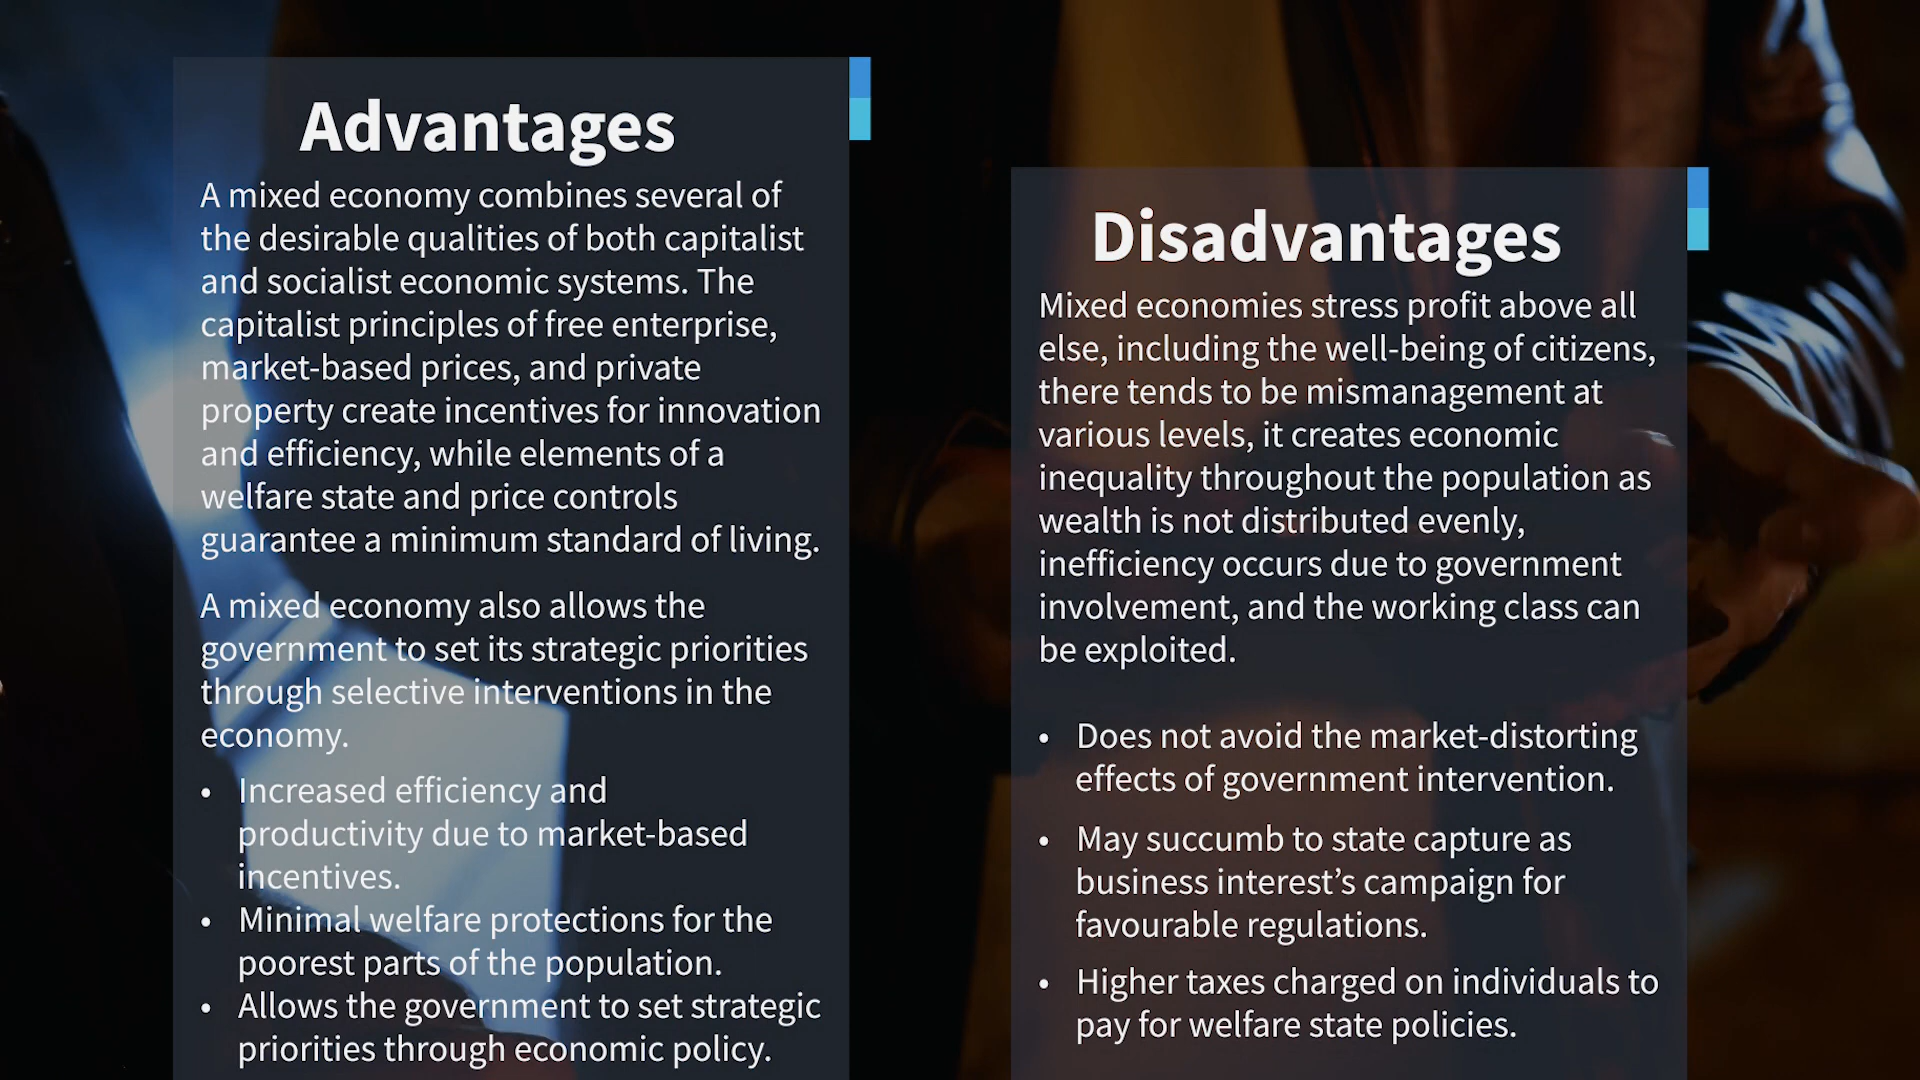 Advantages
A mixed economy combines several of
the desirable qualities of both capitalist
and socialist economic systems. The
capitalist principles of free enterprise,
market-based prices, and private
property create incentives for innovation
and efficiency, while elements of a
welfare state and price controls
guarantee a minimum standard of living.
A mixed economy also allows the
government to set its strategic priorities
through selective interventions in the
economy.
• Increased efficiency and
productivity due to market-based
incentives.
• Minimal welfare protections for the
poorest parts of the population.
• Allows the government to set strategic
priorities through economic policy.
Disadvantages
Mixed economies stress profit above all
else, including the well-being of citizens,
there tends to be mismanagement at
various levels, it creates economic
inequality throughout the population as
wealth is not distributed evenly,
inefficiency occurs due to government
involvement, and the working class can
be exploited.
• Does not avoid the market-distorting
effects of government intervention.
• May succumb to state capture as
business interest’s campaign for
favourable regulations.
• Higher taxes charged on individuals to
pay for welfare state policies.